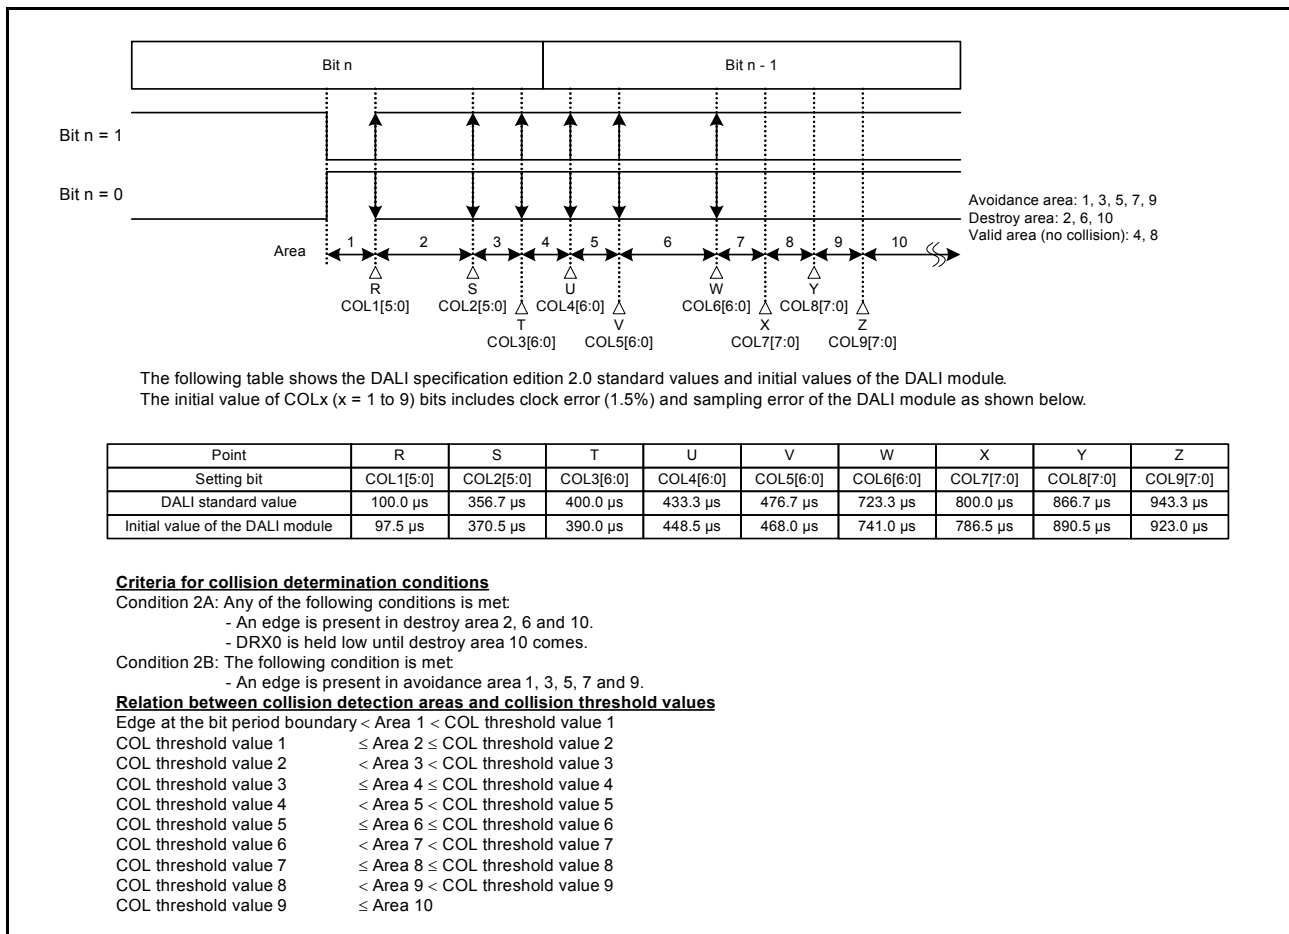 Bit n
Bit n - 1
Bit n = 1
Bit n = 0
Avoidance area: 1, 3, 5, 7, 9
Destroy area: 2, 6, 10
Valid area (no collision): 4, 8
Area 1 2 3 4 5 6 7 8 9 10
R S U W Y
COL1[5:0] COL2[5:0] COL4[6:0] COL6[6:0] COL8[7:0]
T V X Z
COL3[6:0] COL5[6:0] COL7[7:0] COL9[7:0]
The following table shows the DALI specification edition 2.0 standard values and initial values of the DALI module.
The initial value of COLx (x = 1 to 9) bits includes clock error (1.5%) and sampling error of the DALI module as shown below.
Point R S T U V W X Y Z
Setting bit COL1[5:0] COL2[5:0] COL3[6:0] COL4[6:0] COL5[6:0] COL6[6:0] COL7[7:0] COL8[7:0] COL9[7:0]
DALI standard value 100.0 µs 356.7 µs 400.0 µs 433.3 µs 476.7 µs 723.3 µs 800.0 µs 866.7 µs 943.3 µs
Initial value of the DALI module 97.5 µs 370.5 µs 390.0 µs 448.5 µs 468.0 µs 741.0 µs 786.5 µs 890.5 µs 923.0 µs
Criteria for collision determination conditions
Condition 2A: Any of the following conditions is met:
- An edge is present in destroy area 2, 6 and 10.
- DRX0 is held low until destroy area 10 comes.
Condition 2B: The following condition is met:
- An edge is present in avoidance area 1, 3, 5, 7 and 9.
Relation between collision detection areas and collision threshold values
Edge at the bit period boundary < Area 1 < COL threshold value 1
COL threshold value 1 ≤ Area 2 ≤ COL threshold value 2
COL threshold value 2 < Area 3 < COL threshold value 3
COL threshold value 3 ≤ Area 4 ≤ COL threshold value 4
COL threshold value 4 < Area 5 < COL threshold value 5
COL threshold value 5 ≤ Area 6 ≤ COL threshold value 6
COL threshold value 6 < Area 7 < COL threshold value 7
COL threshold value 7 ≤ Area 8 ≤ COL threshold value 8
COL threshold value 8 < Area 9 < COL threshold value 9
COL threshold value 9 ≤ Area 10